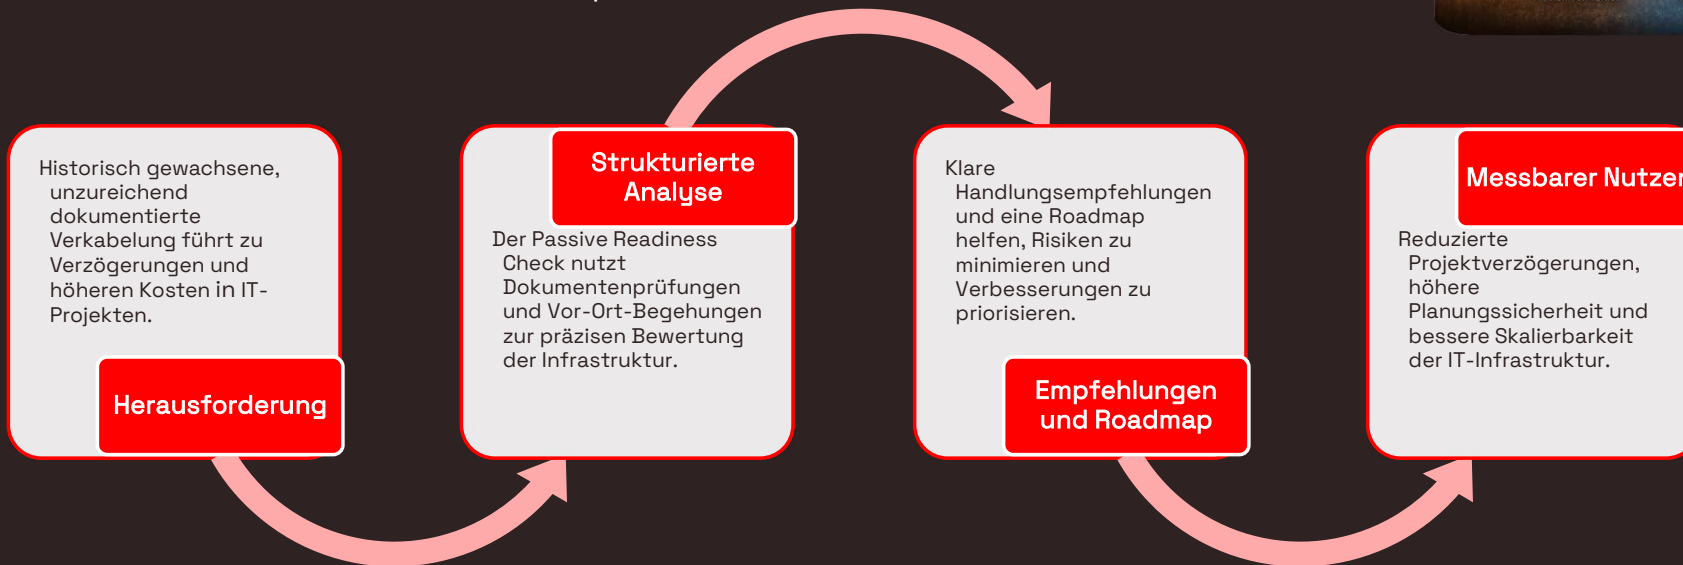 Historisch gewachsene,
unzureichend
dokumentierte
Verkabelung führt zu
Verzögerungen und
höheren Kosten in IT-
Projekten.
Herausforderung
Strukturierte
Analyse
Der Passive Readiness
Check nutzt
Dokumentenprüfungen
und Vor-Ort-Begehungen
zur präzisen Bewertung
der Infrastruktur.
Klare
Handlungsempfehlungen
und eine Roadmap
helfen, Risiken zu
minimieren und
Verbesserungen zu
priorisieren.
Empfehlungen
und Roadmap
Messbarer Nutzen
Reduzierte
Projektverzögerungen,
höhere
Planungssicherheit und
bessere Skalierbarkeit
der IT-Infrastruktur.